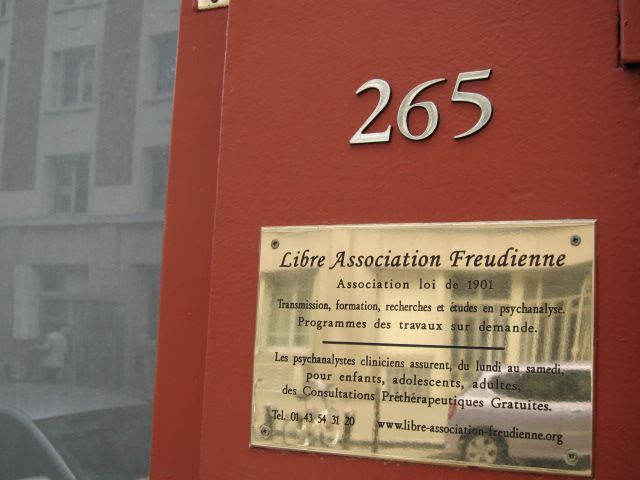 265
Libre Association Freudienne
Association loi de 1901
Transmission, formation, recherches et études en psychanalyse.
Programmes des travaux sur demande.
Les psychanalystes cliniciens assurent, du lundi au samedi,
pour enfants, adolescents, adultes,
des Consultations Préthérapeutiques Gratuites.
Tel. 01 43 54 31 20 www.libre-association-freudienne.org